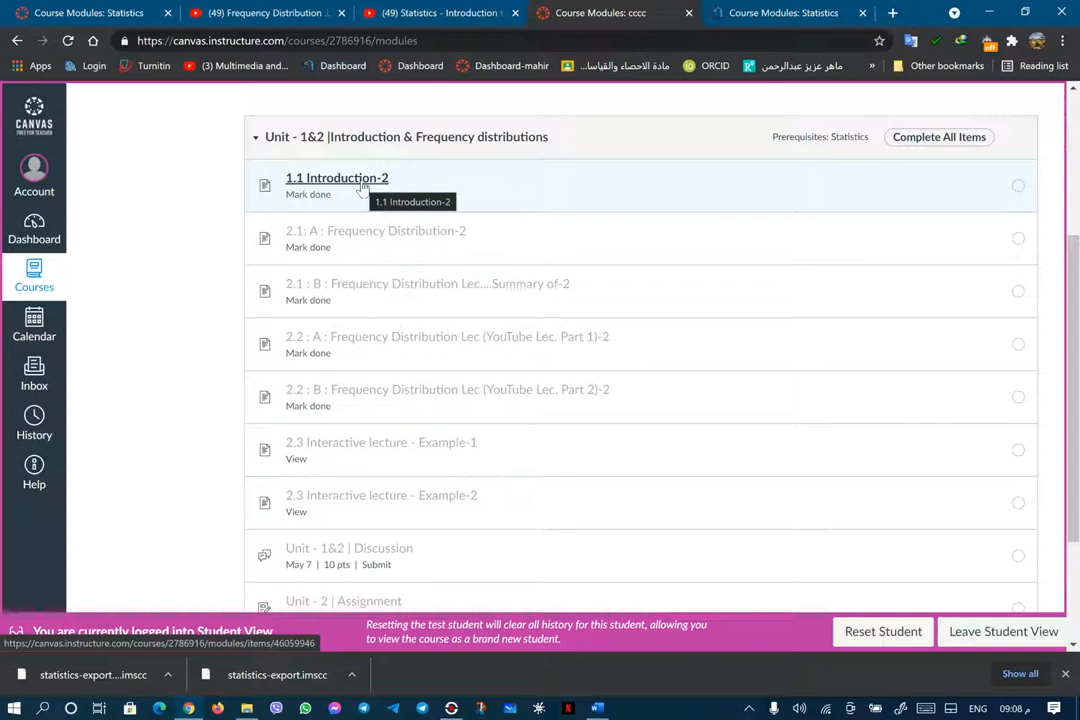 Course Modules: Statistics
(49) Frequency Distribution .
(49) Statistics - Introduction
Course Modules: cccc
Course Modules: Statistics
https://canvas.instructure.com/courses/2786916/modules
off
Apps
Login
Turnitin
(3) Multimedia and...
Dashboard
Dashboard
Dashboard-mahir
مادة الاحصاء والقياسا...
ORCID
ماهر عزيز عبدالرحمن
»
Other bookmarks
Reading list
CANVAS
FREE FOR TEACHER
Account
Dashboard
Courses
Calendar
Inbox
History
Help
Unit - 1&2 |Introduction & Frequency distributions
Prerequisites: Statistics
Complete All Items
1.1 Introduction-2
Mark done
1.1 Introduction-2
2.1: A : Frequency Distribution-2
Mark done
2.1 : B : Frequency Distribution Lec....Summary of-2
Mark done
2.2 : A : Frequency Distribution Lec (YouTube Lec. Part 1)-2
Mark done
2.2 : B : Frequency Distribution Lec (YouTube Lec. Part 2)-2
Mark done
2.3 Interactive lecture - Example-1
View
2.3 Interactive lecture - Example-2
View
Unit - 1&2 | Discussion
May 7 | 10 pts | Submit
Unit - 2 | Assignment
You are currently logged into Student View
Resetting the test student will clear all history for this student, allowing you
to view the course as a brand new student.
Reset Student
Leave Student View
https://canvas.instructure.com/courses/2786916/modules/items/46059946
statistics-export....imscc
statistics-export.imscc
Show all
09:08 م